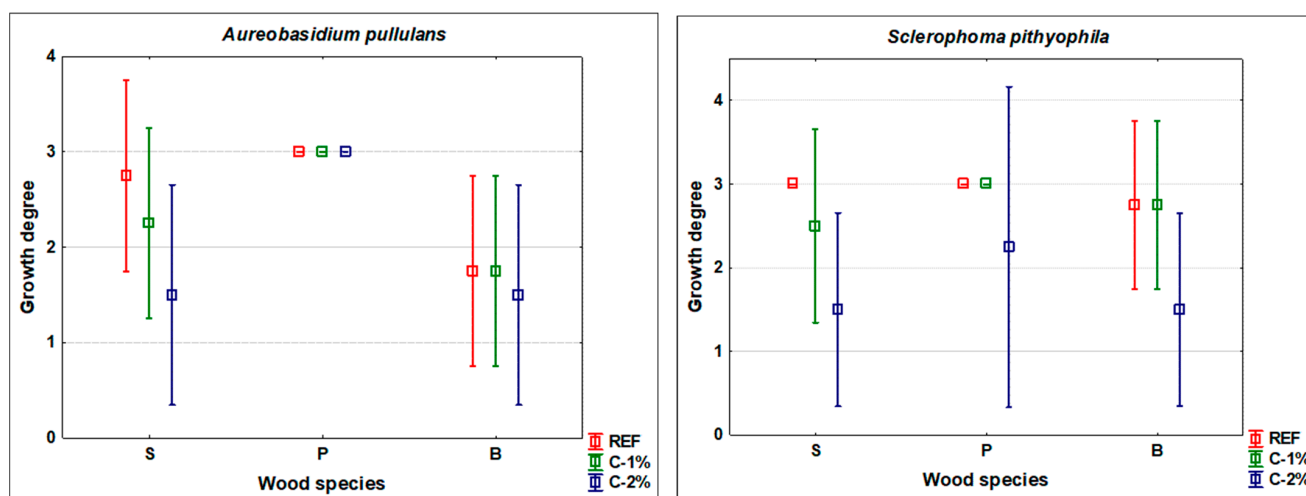 Aureobasidium pullulans
4
3
2
1
0
Growth degree
S P B
Wood species
REF
C-1%
C-2%
Sclerophoma pithyophila
4
3
2
1
0
Growth degree
S P B
Wood species
REF
C-1%
C-2%